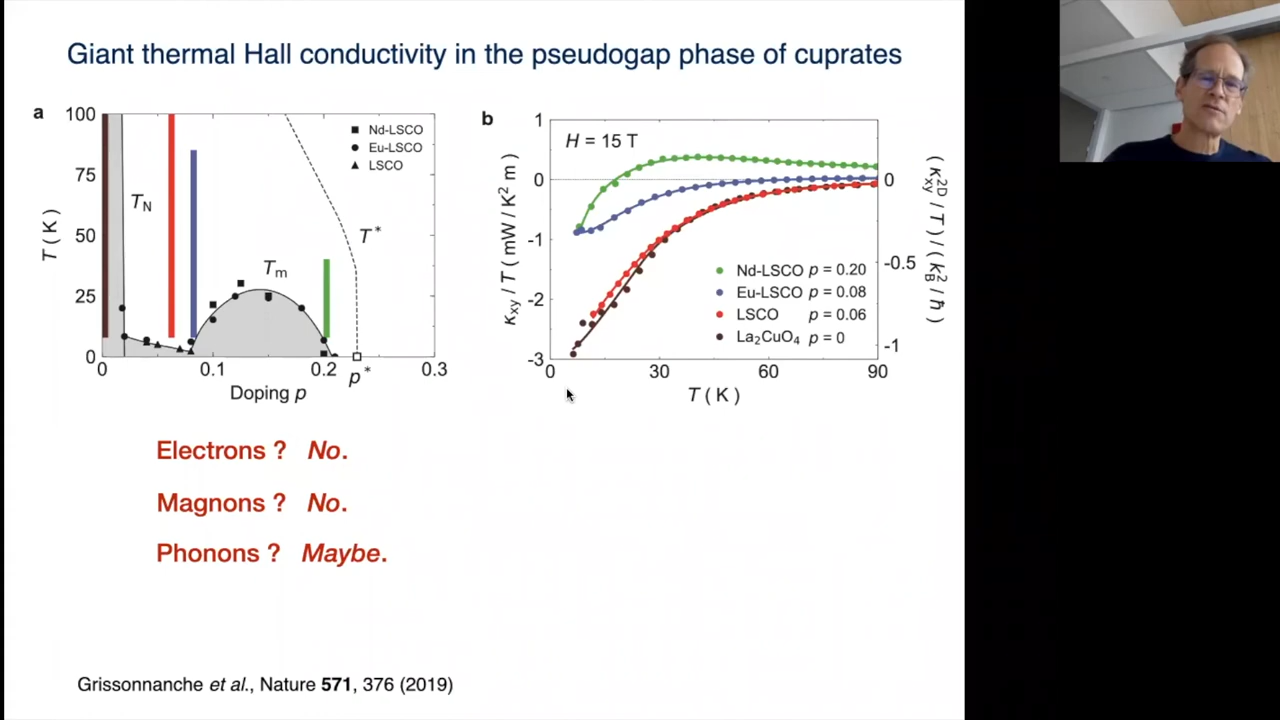 Giant thermal Hall conductivity in the pseudogap phase of cuprates
a
100
75
50
25
0
T ( K )
T_N
T_m
T*
Nd-LSCO
Eu-LSCO
LSCO
0
0.1
0.2
p*
0.3
Doping p
b
H = 15 T
1
0
-1
-2
-3
κ_xy / T ( mW / K² m )
0
-0.5
-1
( κ_xy^2D / T ) / ( k_B² / ħ )
Nd-LSCO p = 0.20
Eu-LSCO p = 0.08
LSCO p = 0.06
La₂CuO₄ p = 0
0
30
60
90
T ( K )
Electrons ? No.
Magnons ? No.
Phonons ? Maybe.
Grissonnanche et al., Nature 571, 376 (2019)